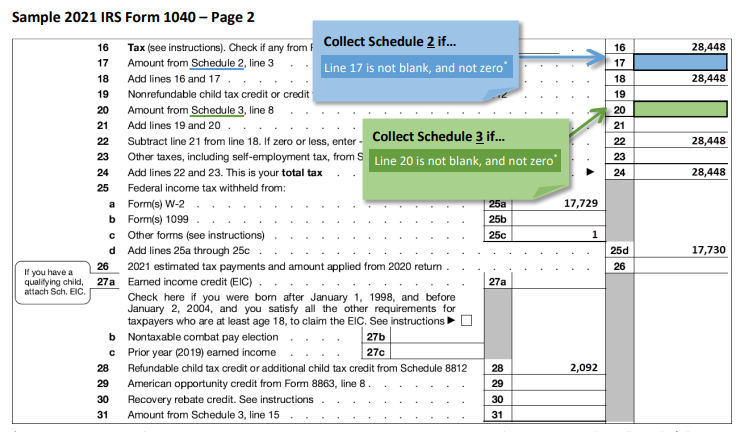 Sample 2021 IRS Form 1040 – Page 2
Collect Schedule 2 if…
Line 17 is not blank, and not zero*
Collect Schedule 3 if…
Line 20 is not blank, and not zero*
16 Tax (see instructions). Check if any from F 16 28,448
17 Amount from Schedule 2, line 3 17
18 Add lines 16 and 17 18 28,448
19 Nonrefundable child tax credit or credit 19
20 Amount from Schedule 3, line 8 20
21 Add lines 19 and 20 21
22 Subtract line 21 from line 18. If zero or less, enter - 22 28,448
23 Other taxes, including self-employment tax, from S 23
24 Add lines 22 and 23. This is your total tax ▶ 24 28,448
25 Federal income tax withheld from:
a Form(s) W-2 25a 17,729
b Form(s) 1099 25b
c Other forms (see instructions) 25c 1
d Add lines 25a through 25c 25d 17,730
26 2021 estimated tax payments and amount applied from 2020 return 26
If you have a
qualifying child,
attach Sch. EIC.
27a Earned income credit (EIC) 27a
Check here if you were born after January 1, 1998, and before
January 2, 2004, and you satisfy all the other requirements for
taxpayers who are at least age 18, to claim the EIC. See instructions ▶ ☐
b Nontaxable combat pay election 27b
c Prior year (2019) earned income 27c
28 Refundable child tax credit or additional child tax credit from Schedule 8812 28 2,092
29 American opportunity credit from Form 8863, line 8 29
30 Recovery rebate credit. See instructions 30
31 Amount from Schedule 3, line 15 31